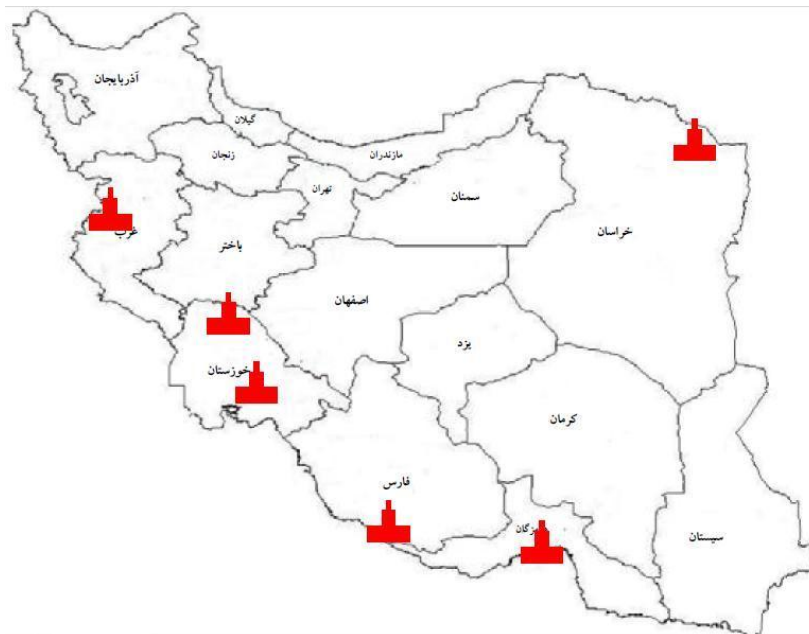 آذربایجان
گیلان
زنجان
مازندران
تهران
سمنان
خراسان
غرب
باختر
اصفهان
یزد
خوزستان
کرمان
فارس
سیستان